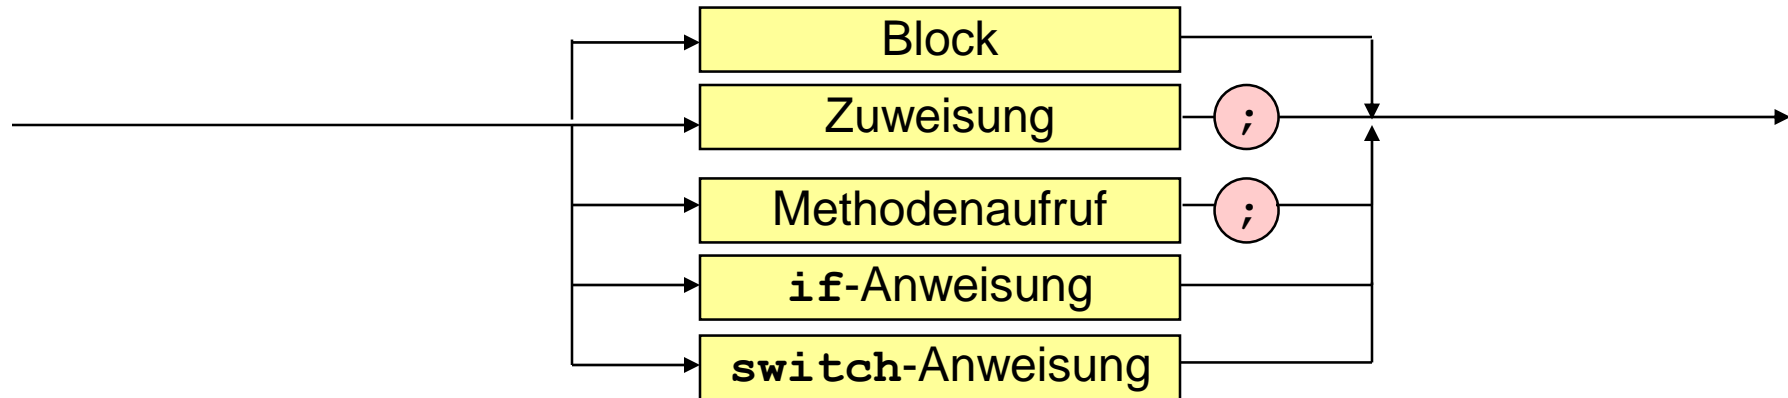 Block
Zuweisung ;
Methodenaufruf ;
if-Anweisung
switch-Anweisung